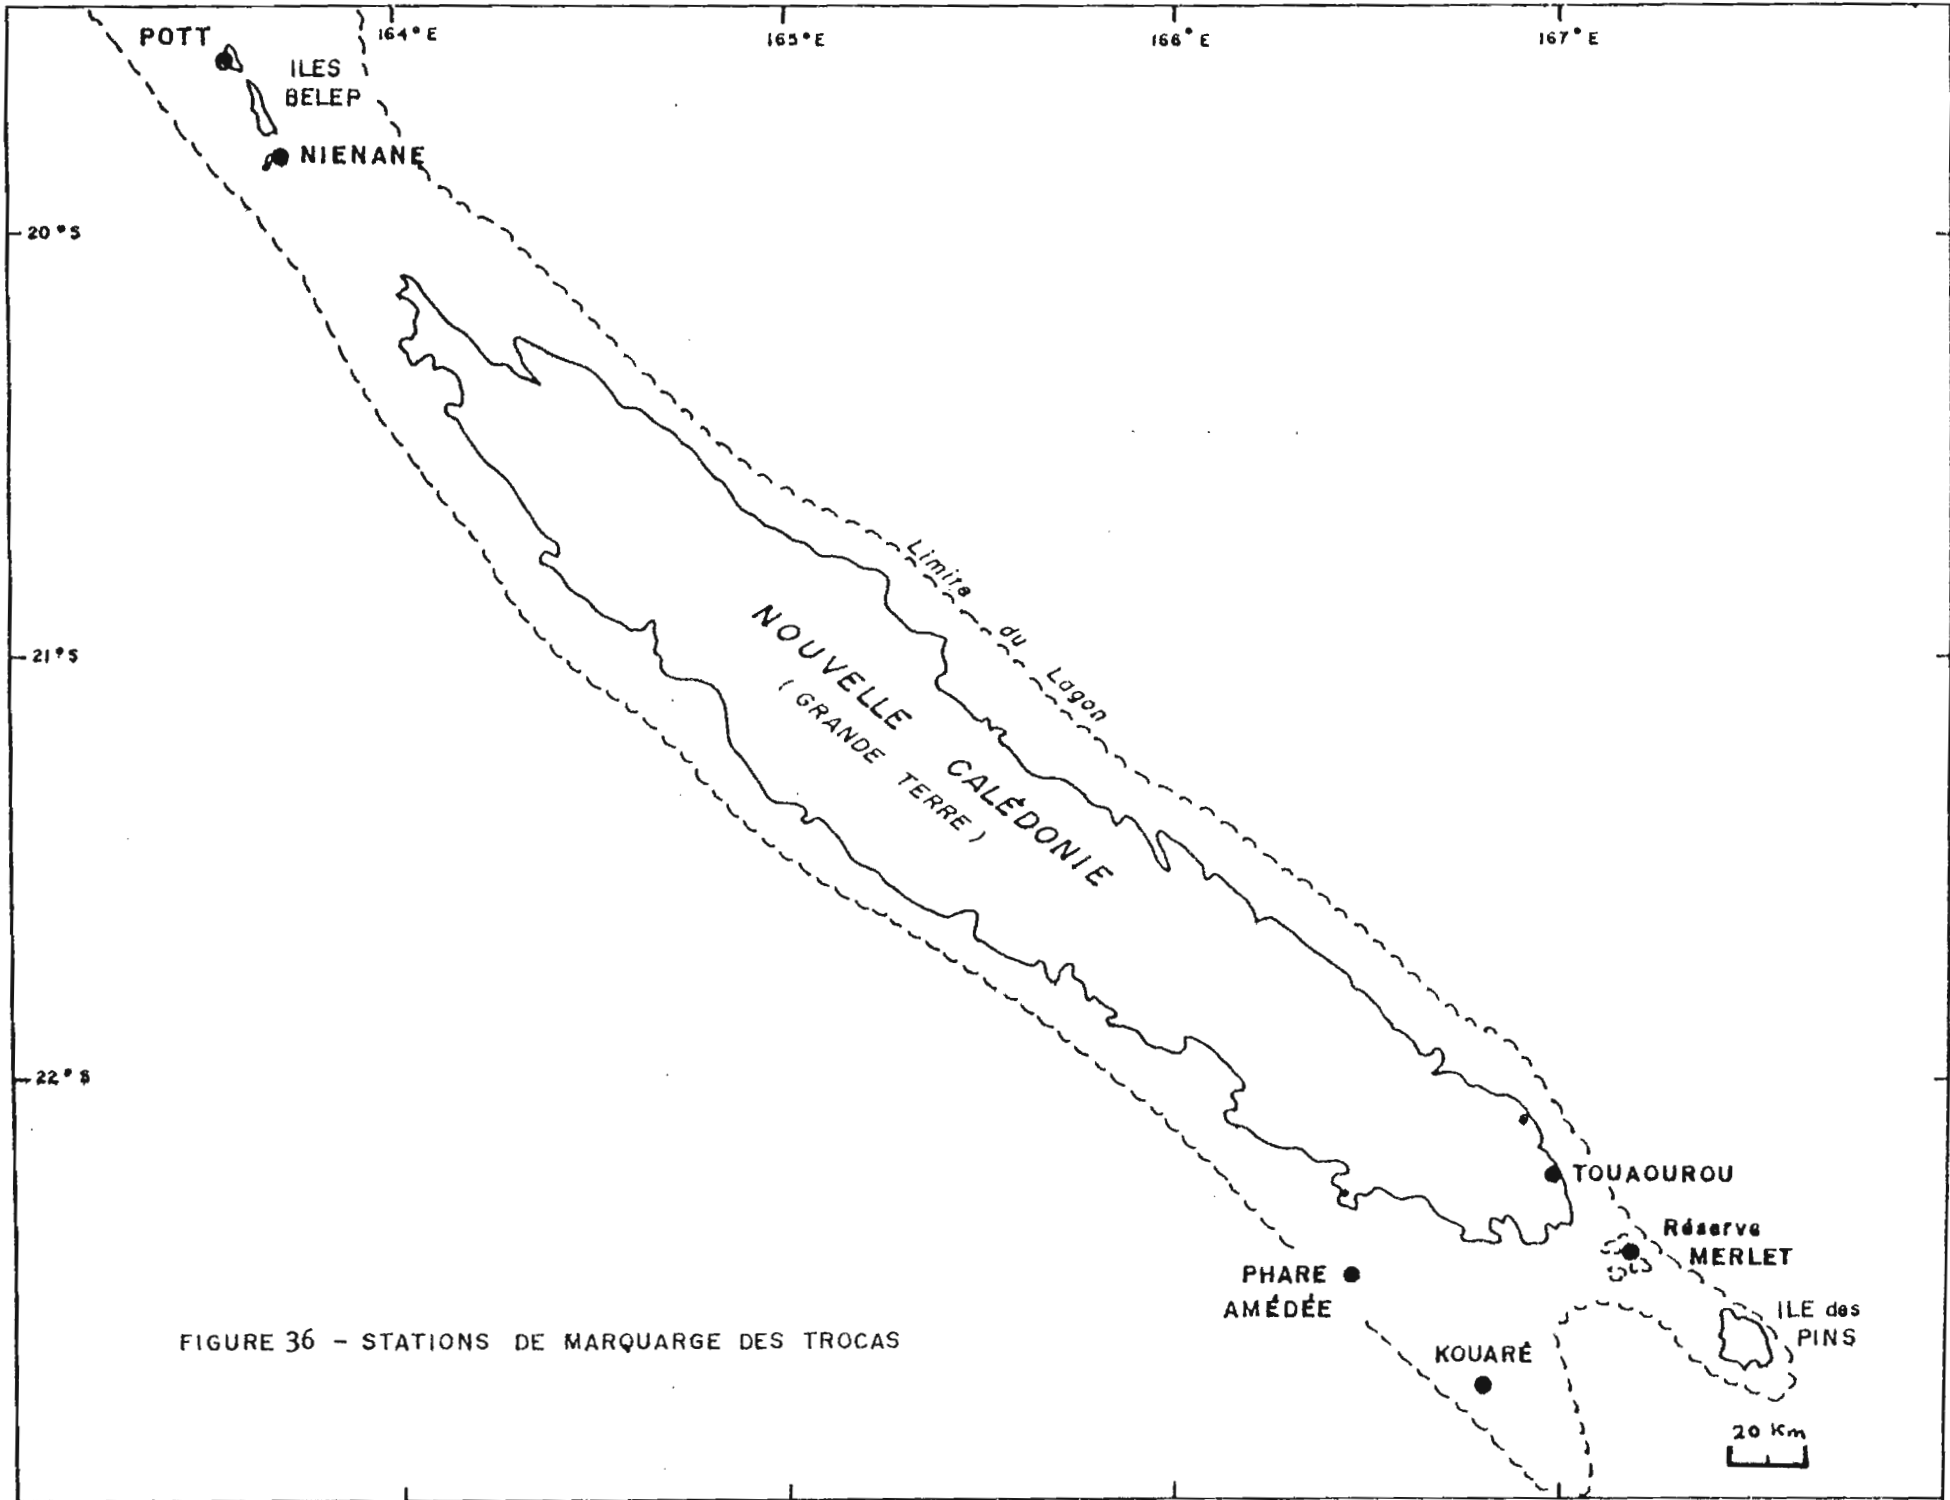 164°E
165°E
166°E
167°E
POTT
ILES
BELEP
NIENANE
20°S
Limite du Lagon
21°S
NOUVELLE CALÉDONIE
(GRANDE TERRE)
22°S
TOUAOUROU
Réserve
MERLET
PHARE
AMÉDÉE
ILE des
PINS
KOUARÉ
FIGURE 36 - STATIONS DE MARQUARGE DES TROCAS
20 Km